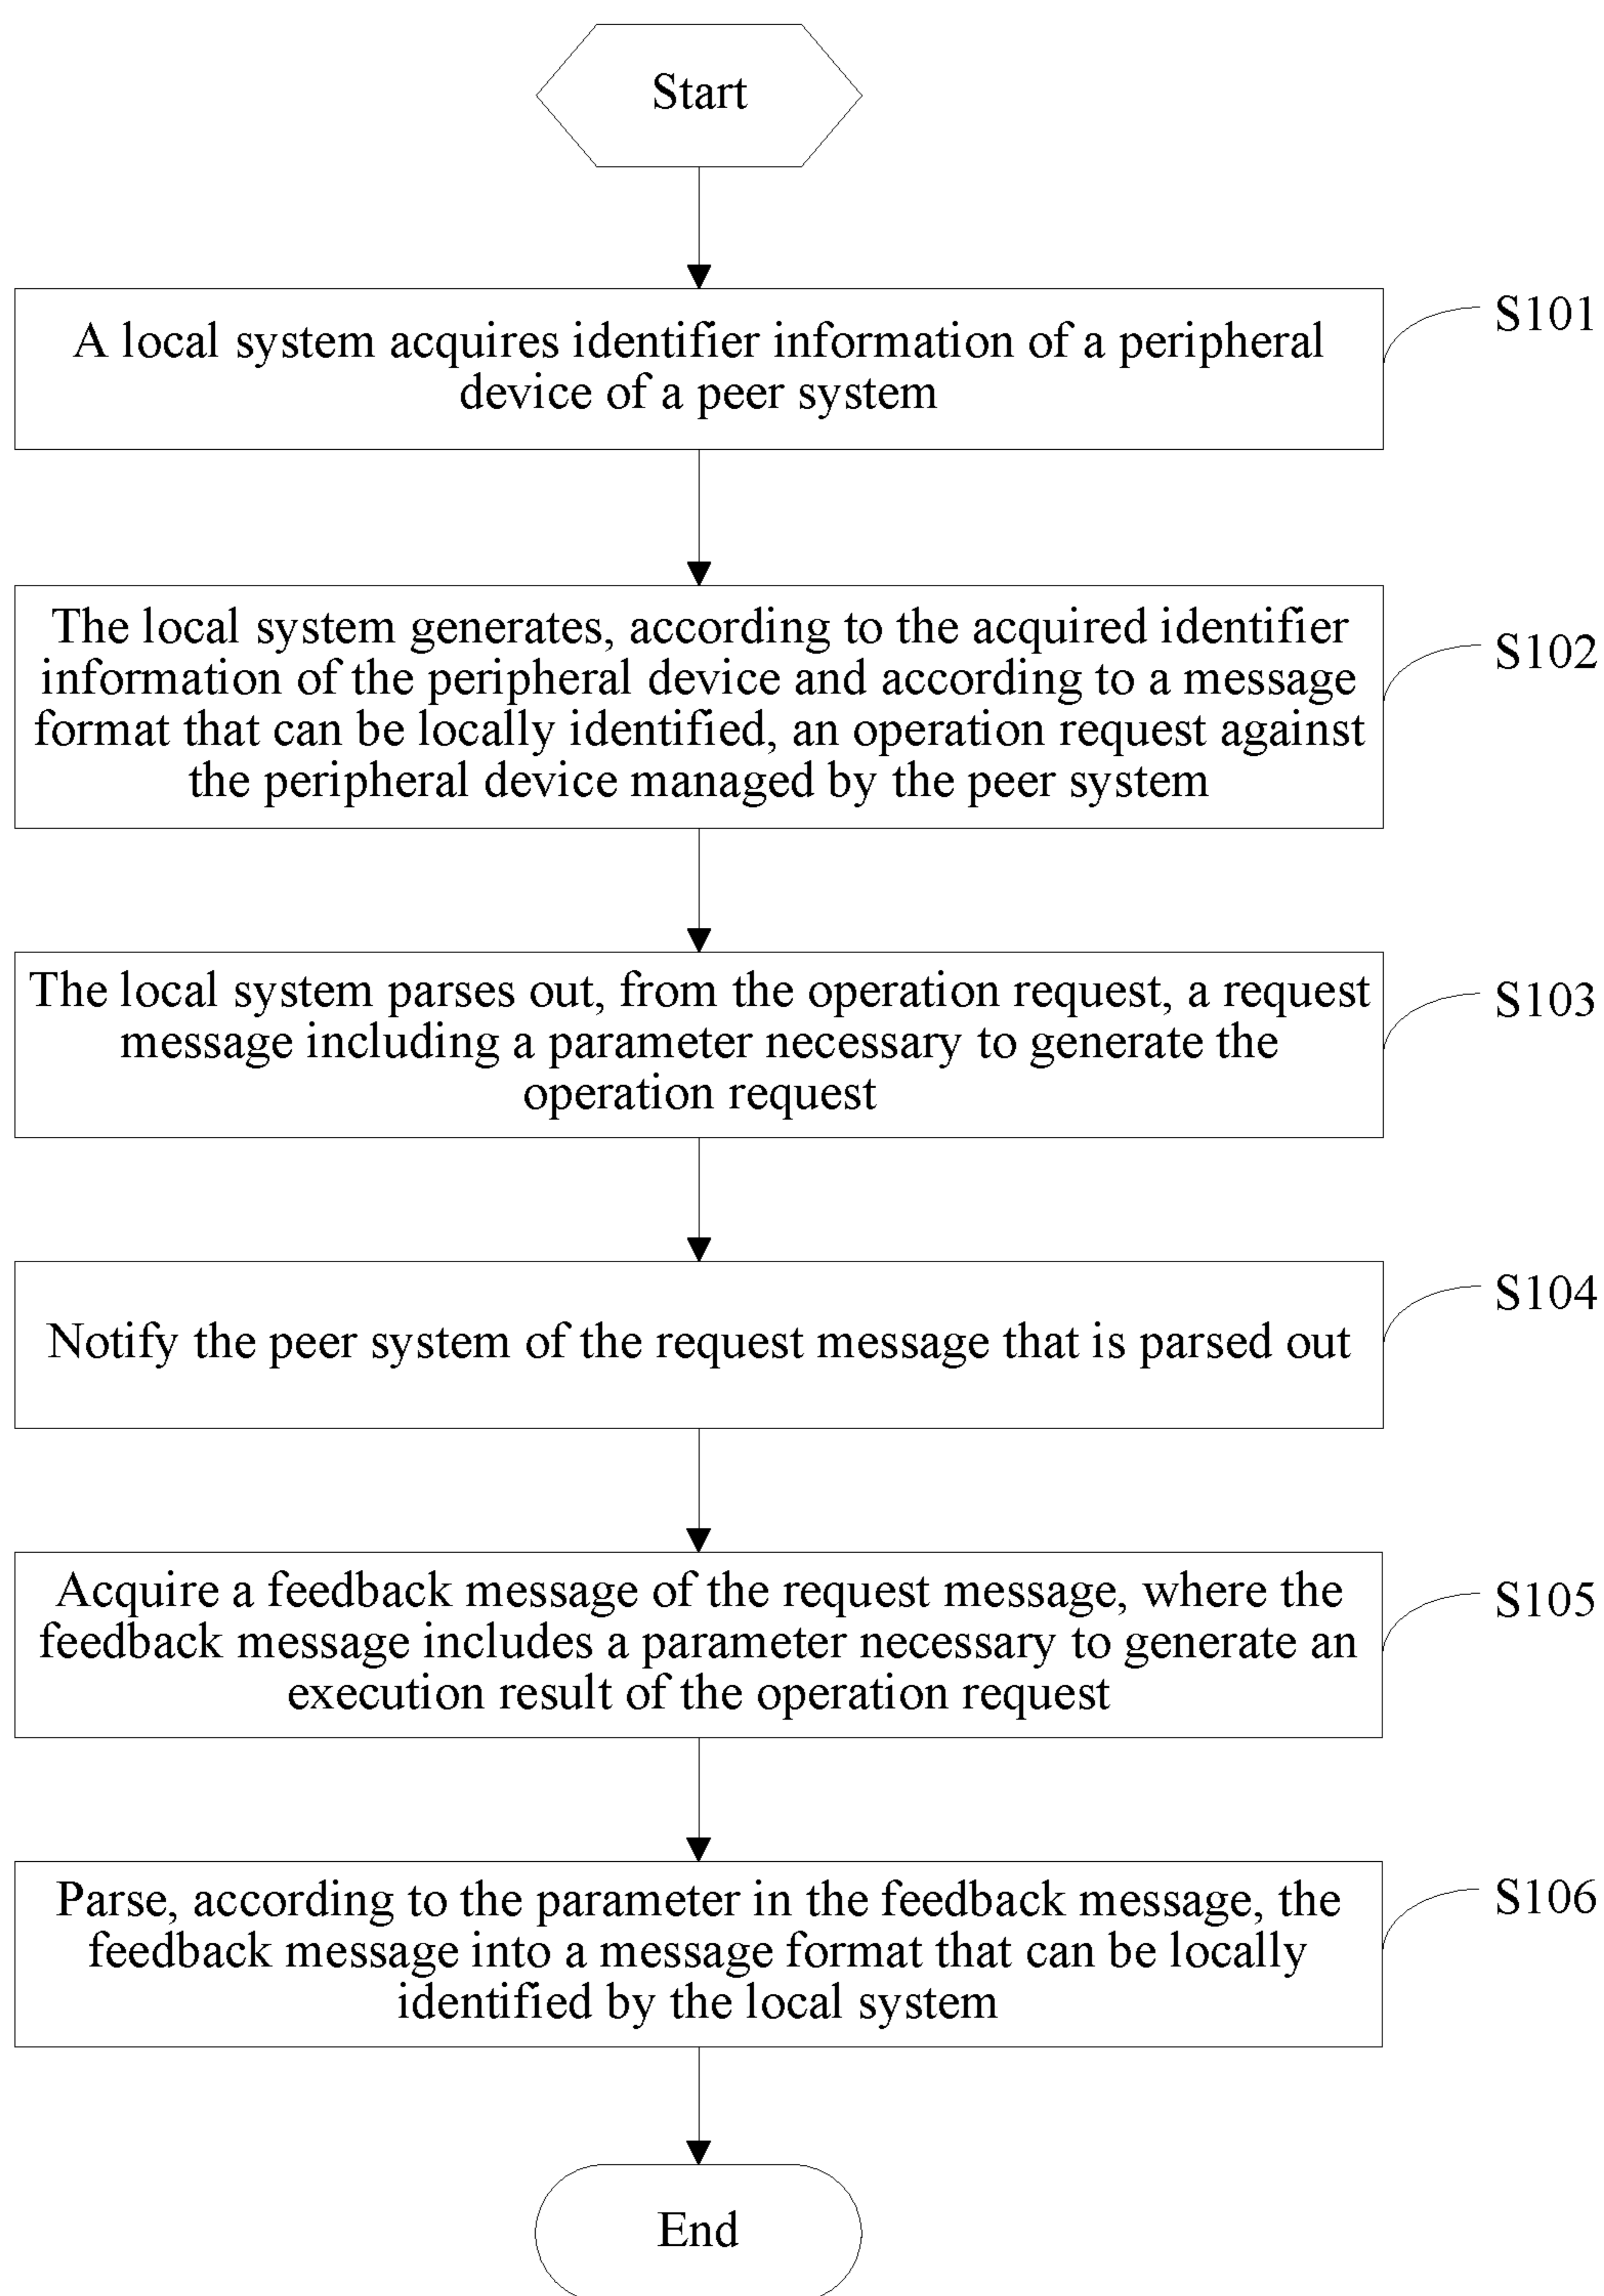 Start
A local system acquires identifier information of a peripheral
device of a peer system
S101
The local system generates, according to the acquired identifier
information of the peripheral device and according to a message
format that can be locally identified, an operation request against
the peripheral device managed by the peer system
S102
The local system parses out, from the operation request, a request
message including a parameter necessary to generate the
operation request
S103
Notify the peer system of the request message that is parsed out
S104
Acquire a feedback message of the request message, where the
feedback message includes a parameter necessary to generate an
execution result of the operation request
S105
Parse, according to the parameter in the feedback message, the
feedback message into a message format that can be locally
identified by the local system
S106
End